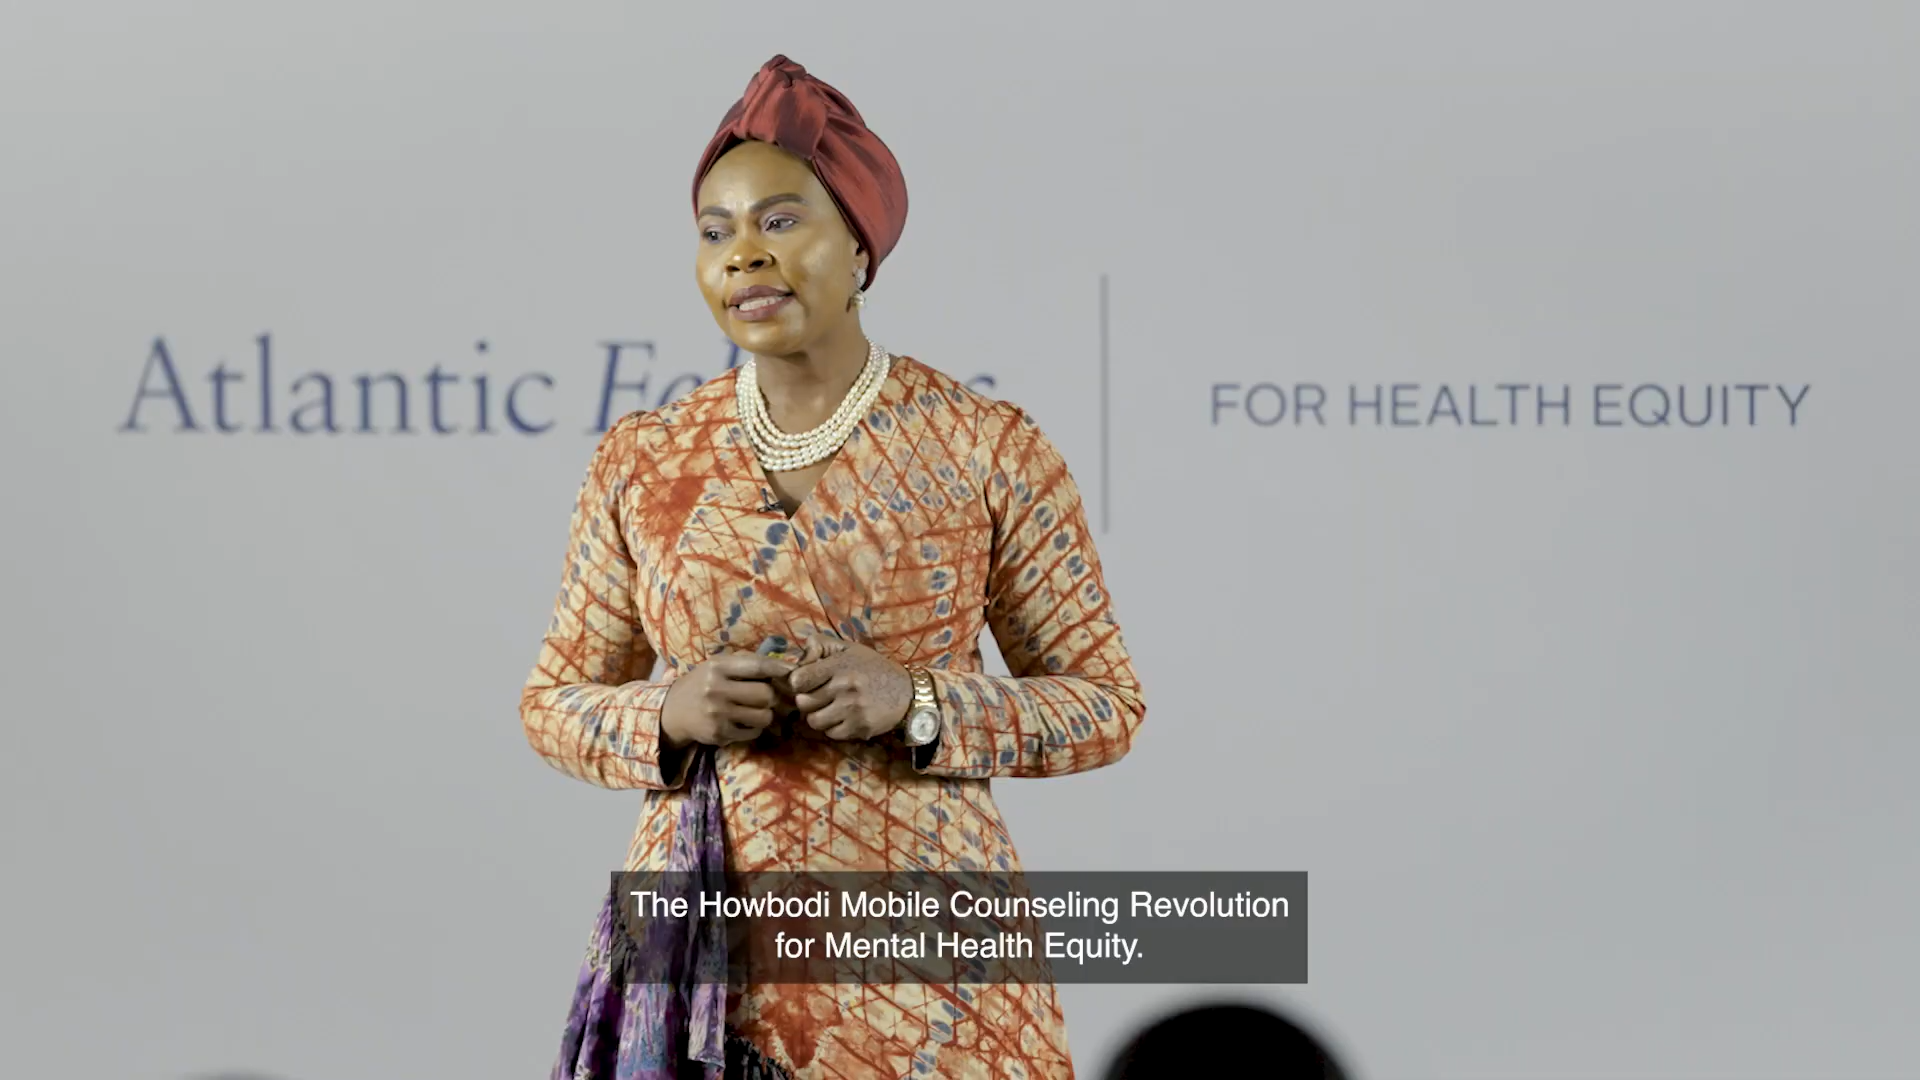 Atlantic
FOR HEALTH EQUITY
The Howbodi Mobile Counseling Revolution
for Mental Health Equity.